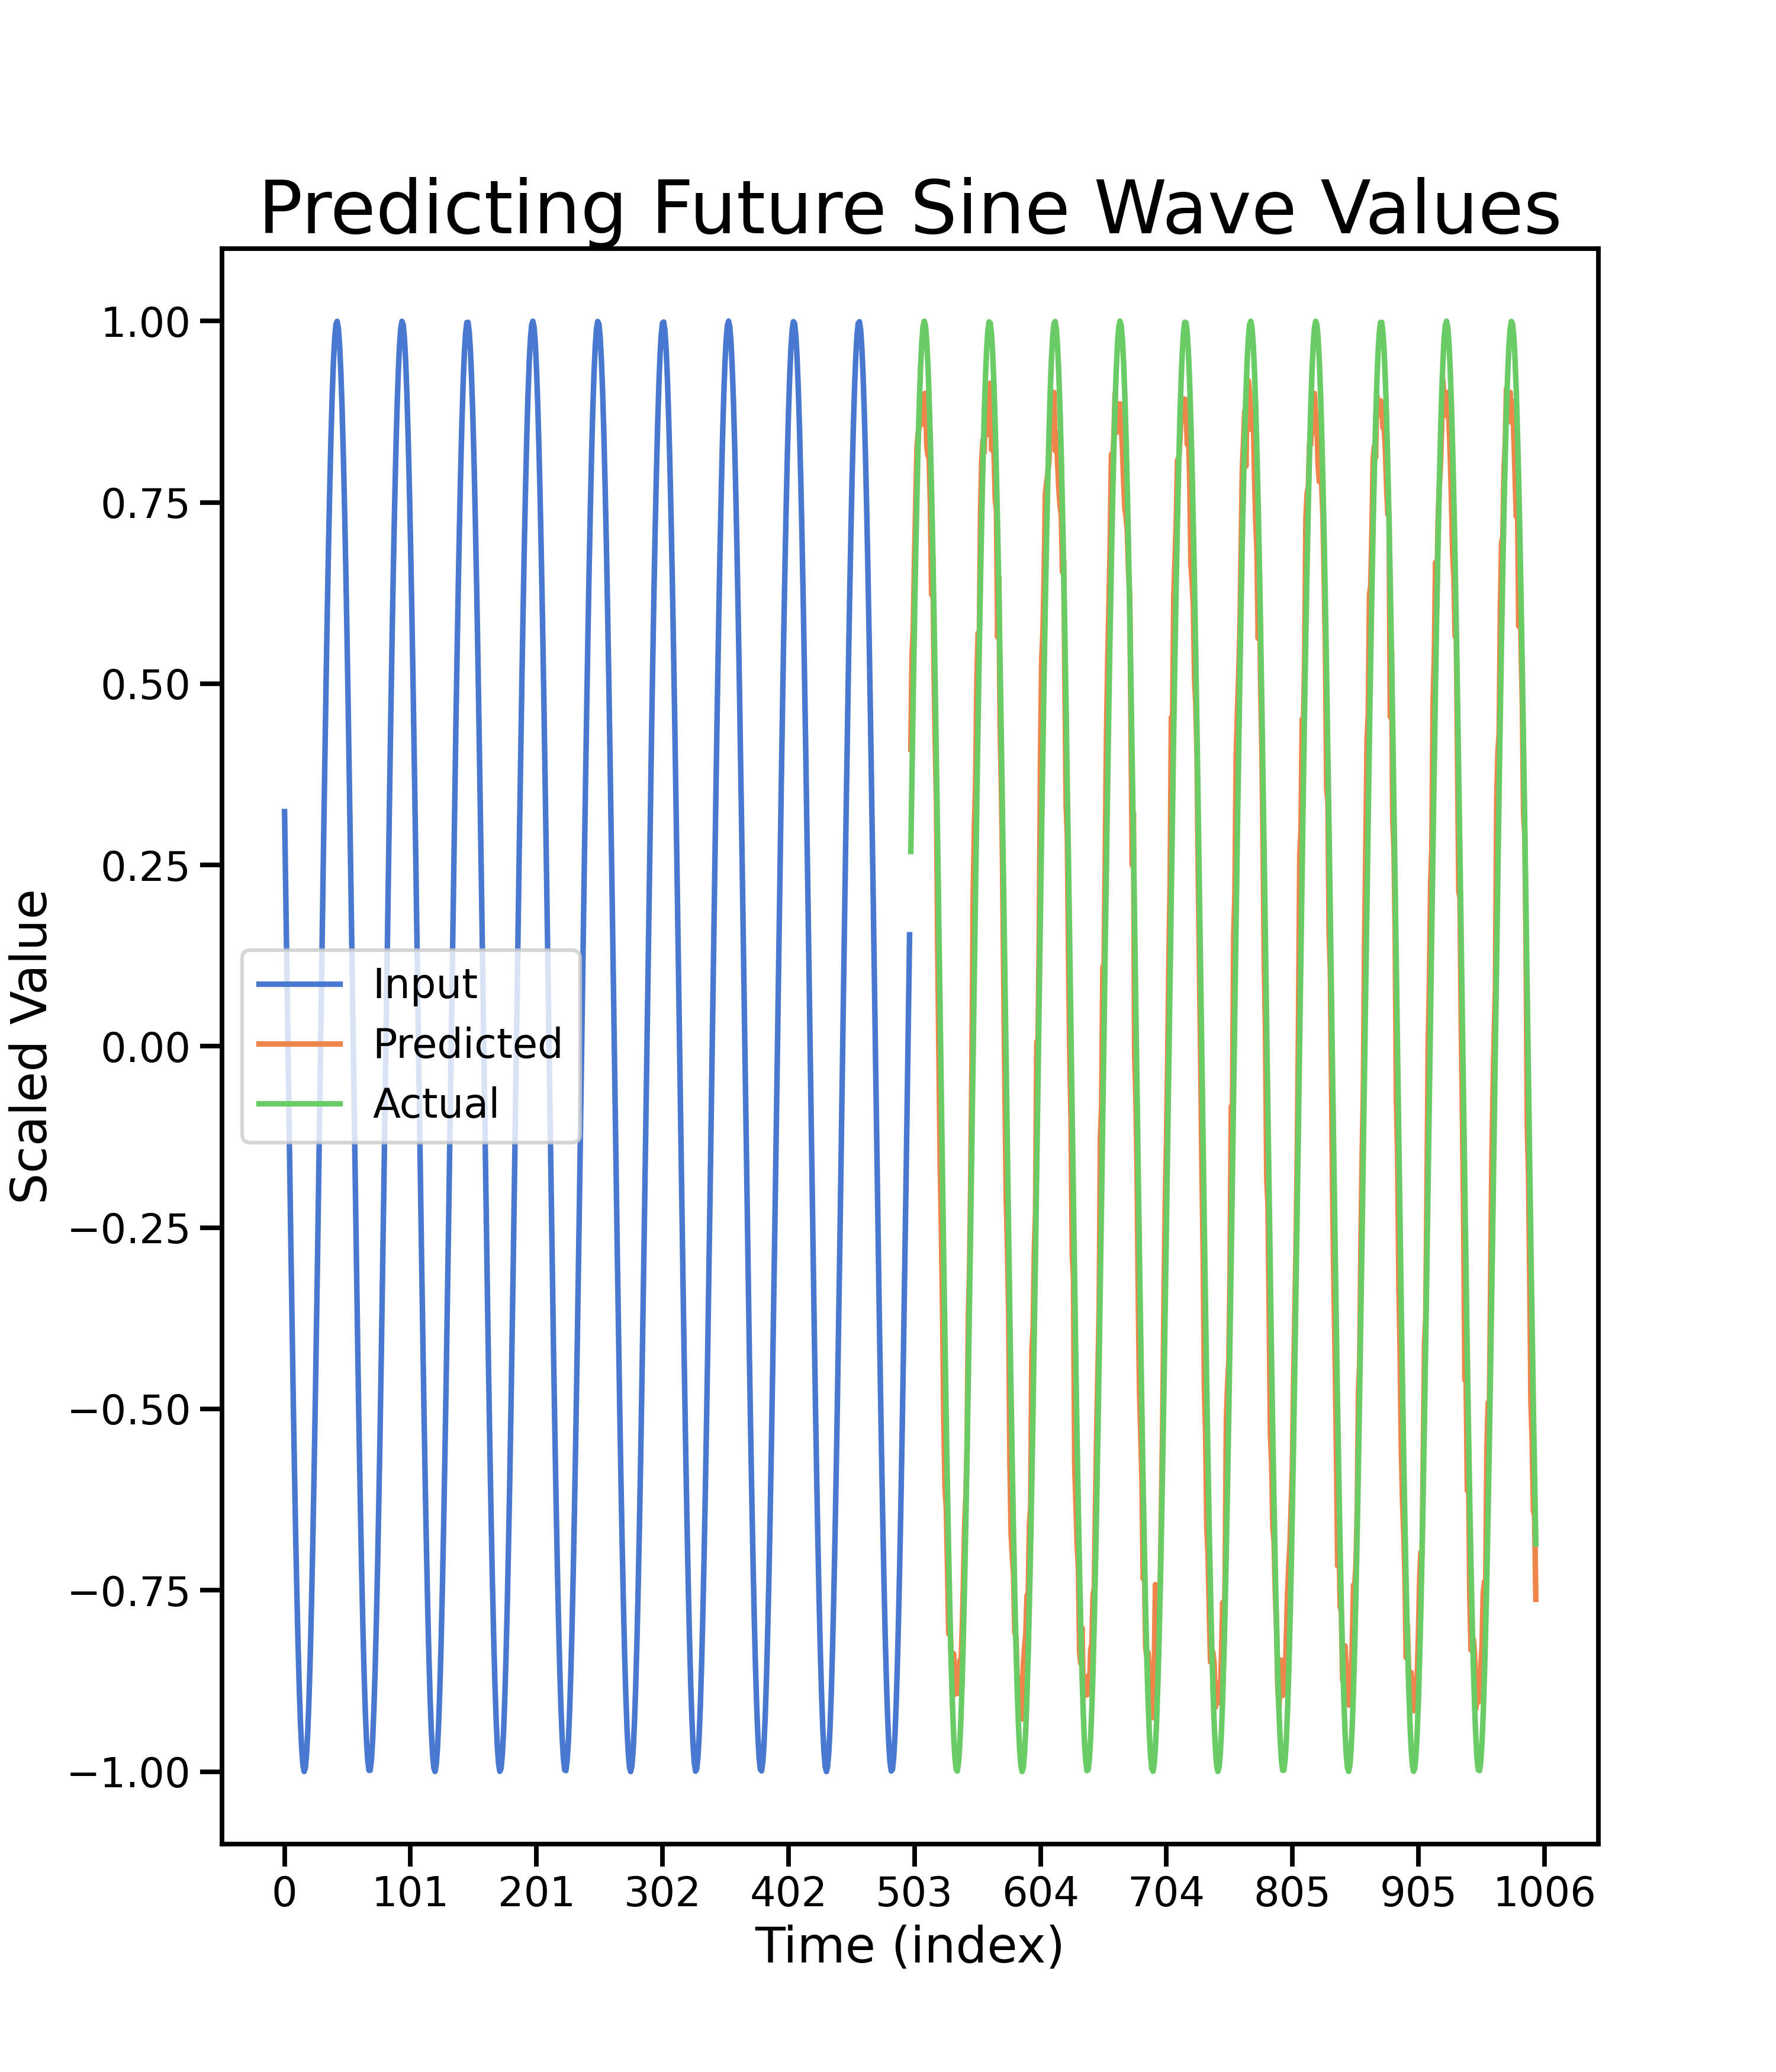 Predicting Future Sine Wave Values
1.00
0.75
0.50
0.25
0.00
−0.25
−0.50
−0.75
−1.00
Scaled Value
Input
Predicted
Actual
0 101 201 302 402 503 604 704 805 905 1006
Time (index)